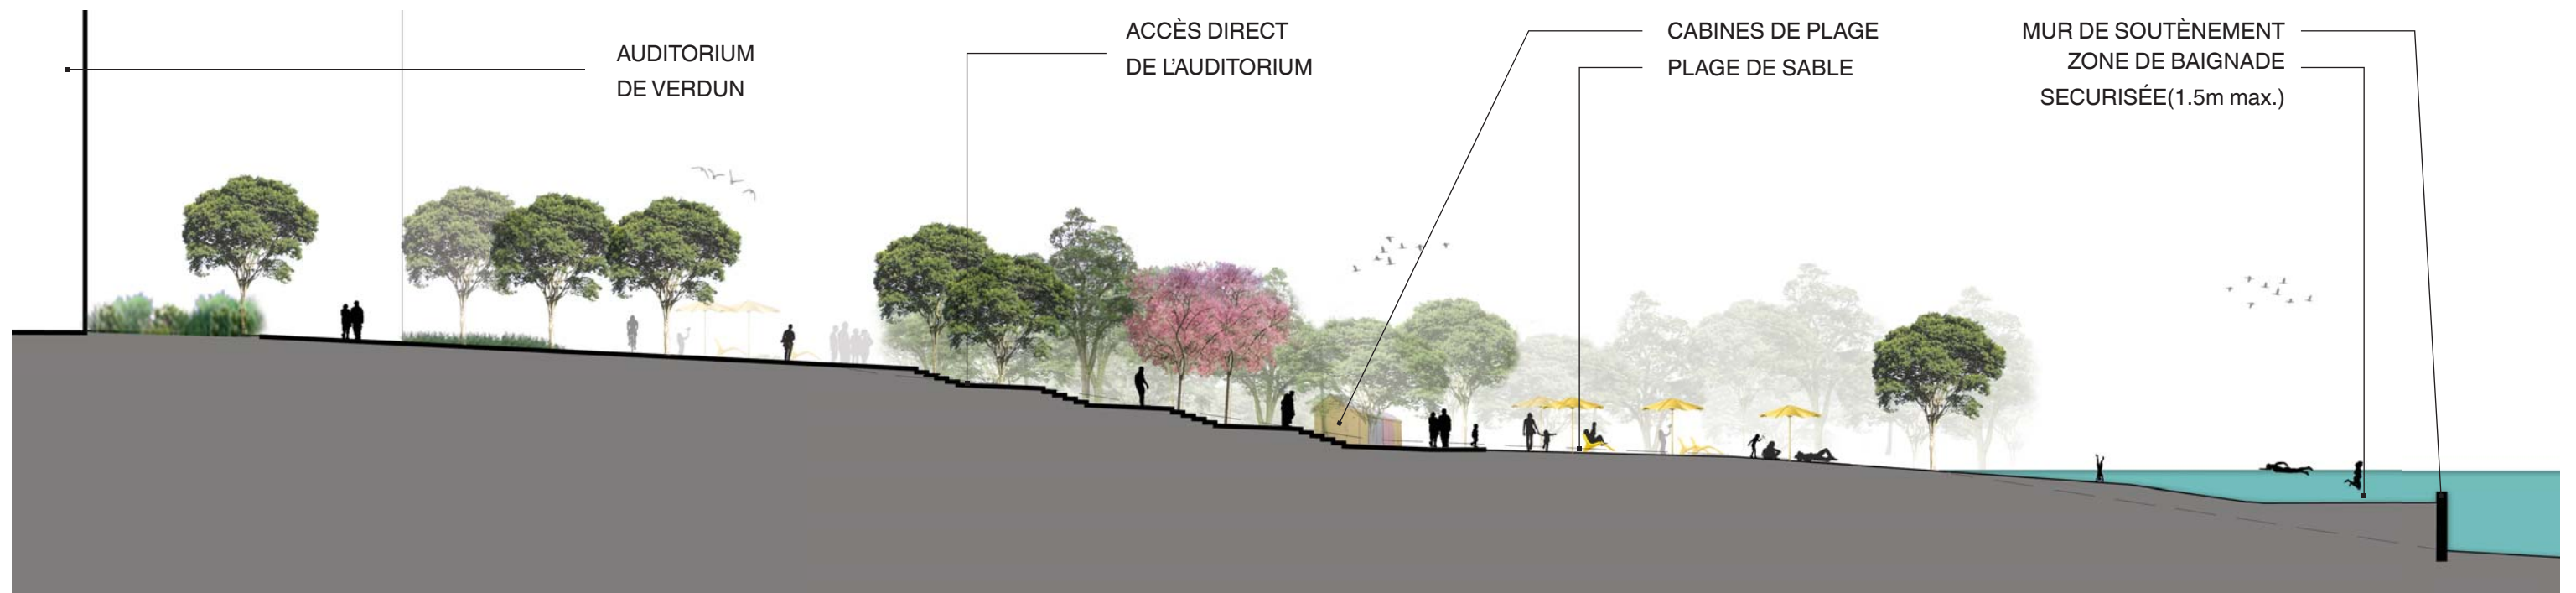 AUDITORIUM
DE VERDUN
ACCÈS DIRECT
DE L'AUDITORIUM
CABINES DE PLAGE
PLAGE DE SABLE
MUR DE SOUTÈNEMENT
ZONE DE BAIGNADE
SECURISÉE(1.5m max.)